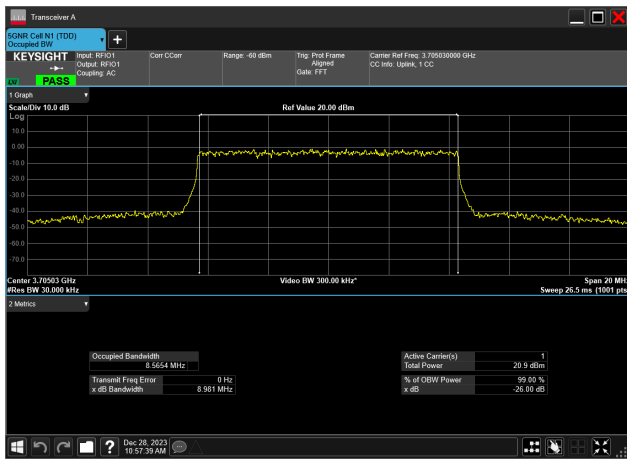 Transceiver A
5GNR Cell N1 (TDD)
Occupied BW
KEYSIGHT
Input: RFIO1
Output: RFIO1
Coupling: AC
Corr CCorr
Range: -60 dBm
Trig: Prot Frame
Aligned
Gate: FFT
Carrier Ref Freq: 3.705030000 GHz
CC Info: Uplink, 1 CC
PASS
1 Graph
Scale/Div 10.0 dB
Ref Value 20.00 dBm
Log
10.0
0.00
-10.0
-20.0
-30.0
-40.0
-50.0
-60.0
-70.0
Center 3.70503 GHz
Video BW 300.00 kHz*
Span 20 MHz
#Res BW 30.000 kHz
Sweep 26.5 ms (1001 pts
2 Metrics
Occupied Bandwidth
8.5654 MHz
Transmit Freq Error 0 Hz
x dB Bandwidth 8.981 MHz
Active Carrier(s) 1
Total Power 20.9 dBm
% of OBW Power 99.00 %
x dB -26.00 dB
Dec 28, 2023
10:57:39 AM